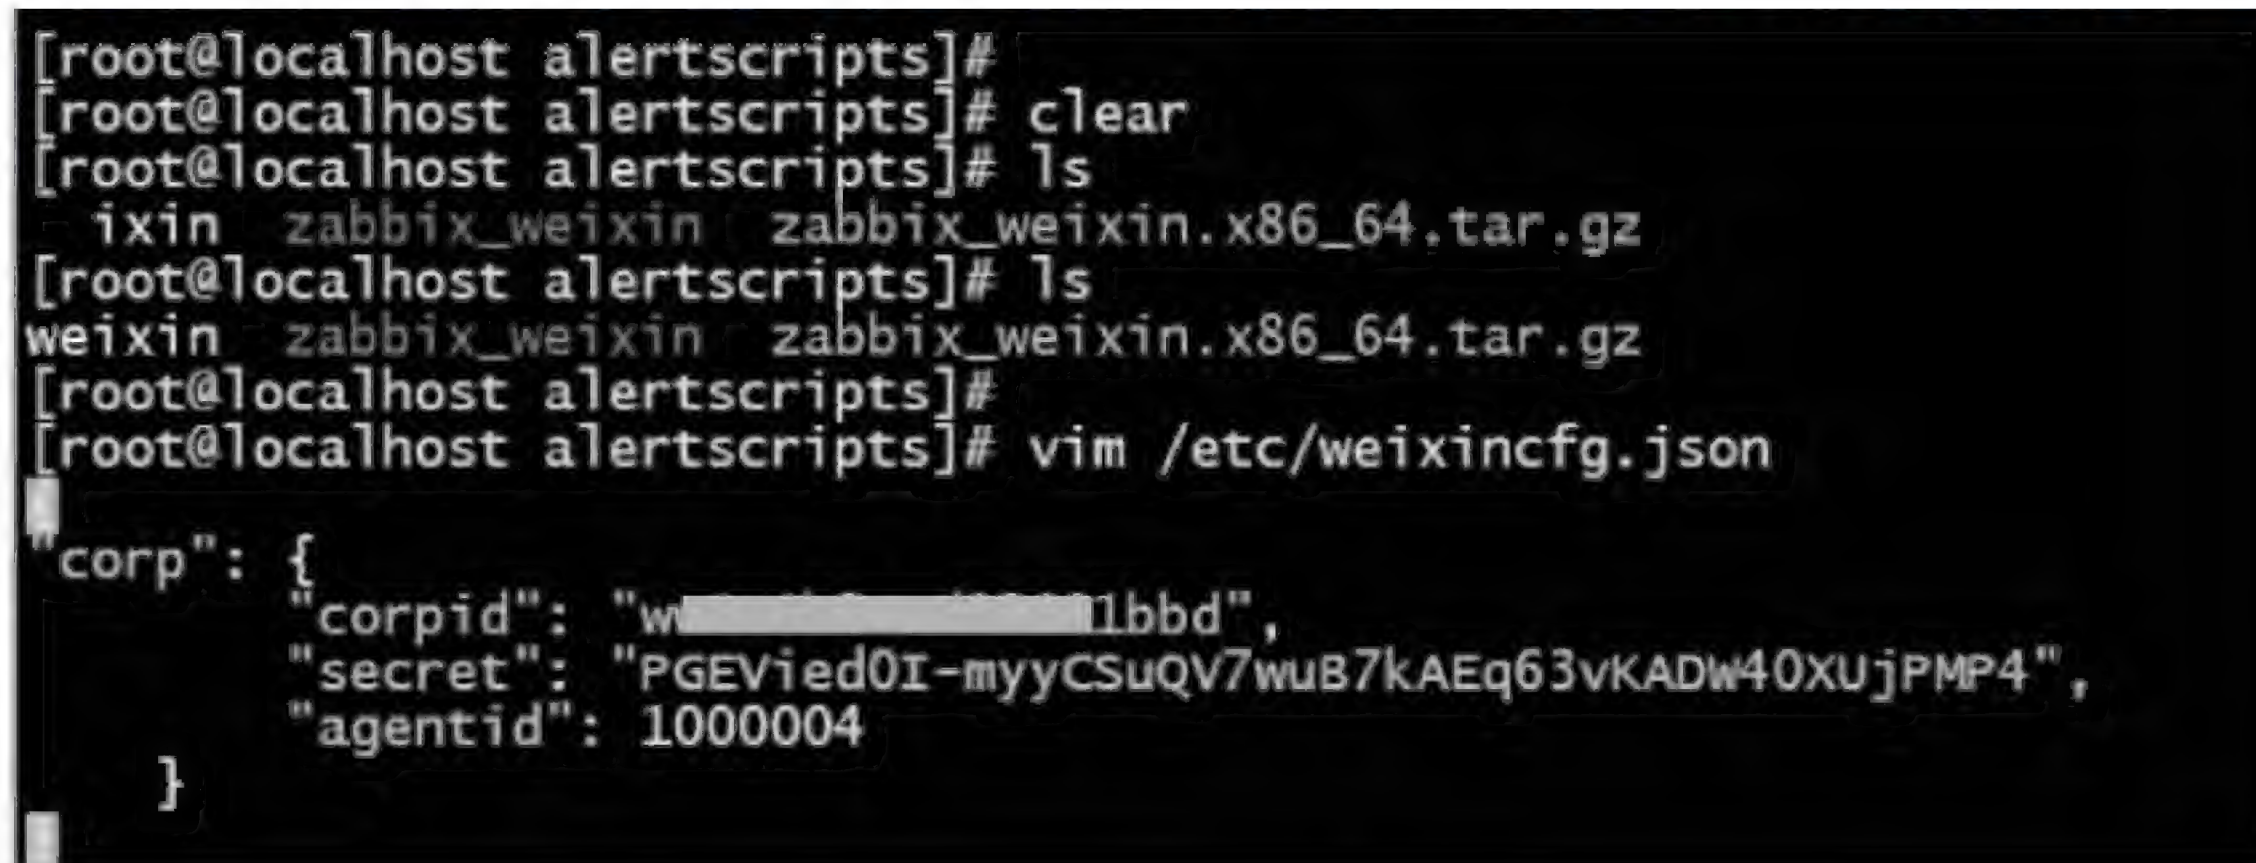 [root@localhost alertscripts]#
[root@localhost alertscripts]# clear
[root@localhost alertscripts]# ls
ixin  zabbix_weixin  zabbix_weixin.x86_64.tar.gz
[root@localhost alertscripts]# ls
weixin  zabbix_weixin  zabbix_weixin.x86_64.tar.gz
[root@localhost alertscripts]#
[root@localhost alertscripts]# vim /etc/weixincfg.json
"corp": {
"corpid": "w 1bbd",
"secret": "PGEVied0I-myyCSuQV7wuB7kAEq63vKADW40XUjPMP4",
"agentid": 1000004
}